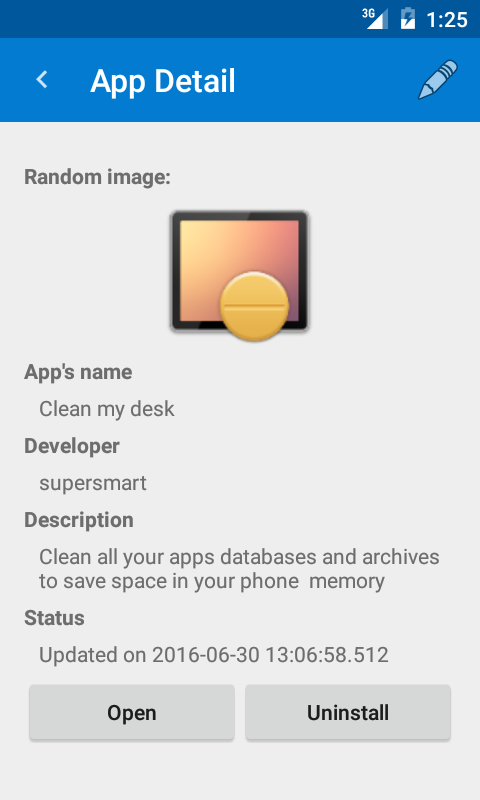 3G 1:25
App Detail
Random image:
App's name
Clean my desk
Developer
supersmart
Description
Clean all your apps databases and archives
to save space in your phone  memory
Status
Updated on 2016-06-30 13:06:58.512
Open Uninstall